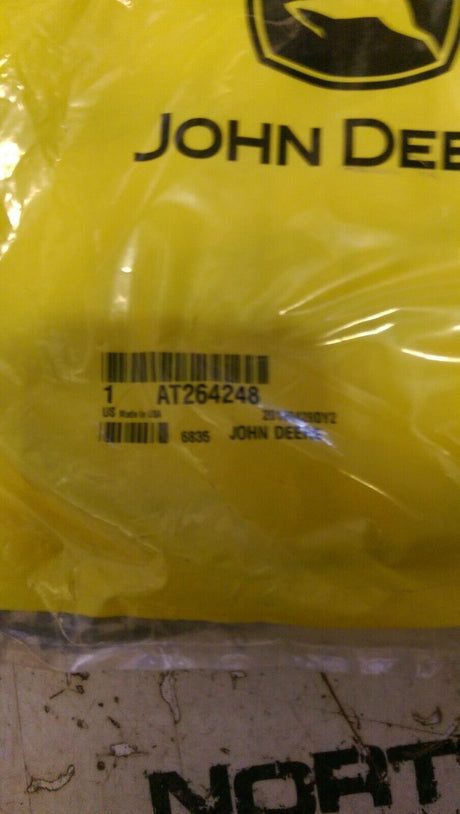 JOHN DEE
1 AT264248
US Made In USA
6835 JOHN DEERE
NORT